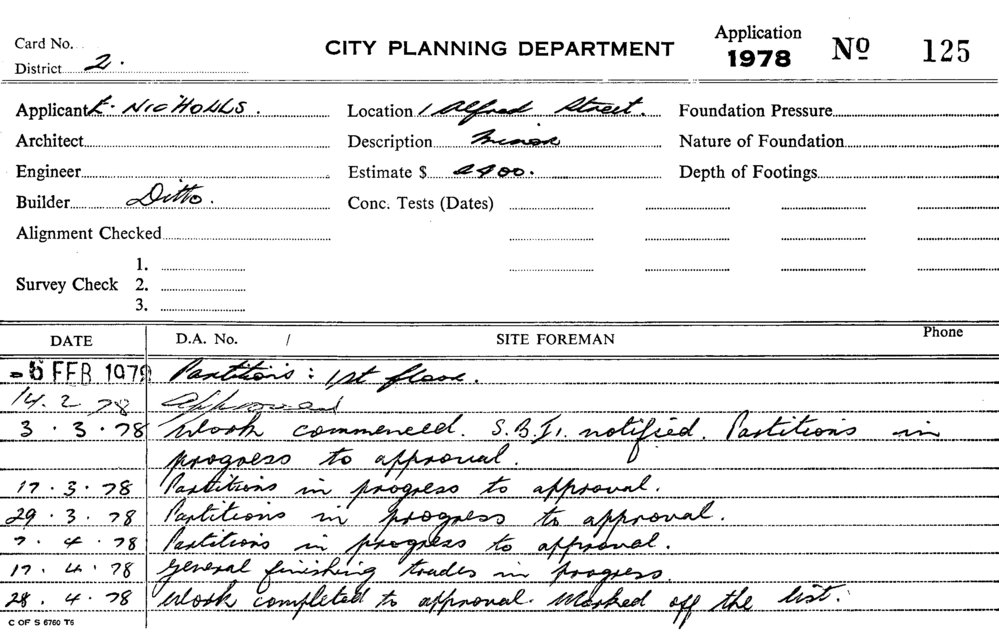 Card No.
District 2.
CITY PLANNING DEPARTMENT
Application
1978 No 125
Applicant E. NICHOLLS.
Location 1 Alfred Street.
Foundation Pressure
Architect
Description Minor
Nature of Foundation
Engineer
Estimate $
Depth of Footings
Builder Ditto.
Conc. Tests (Dates)
Alignment Checked
Survey Check
1.
2.
3.
DATE D.A. No. / SITE FOREMAN Phone
-6 FEB 1978 Partitions: 1st floor.
14. 2 78 Approved
3 . 3 . 78 Work commenced. S.B.I. notified. Partitions in
progress to approval.
17 . 3 . 78 Partitions in progress to approval.
29 . 3 . 78 Partitions in progress to approval.
7 . 4 . 78 Partitions in progress to approval.
17 . 4 . 78 General finishing trades in progress.
28 . 4 . 78 Work completed to approval. Marked off the list.
C OF S 6760 T6